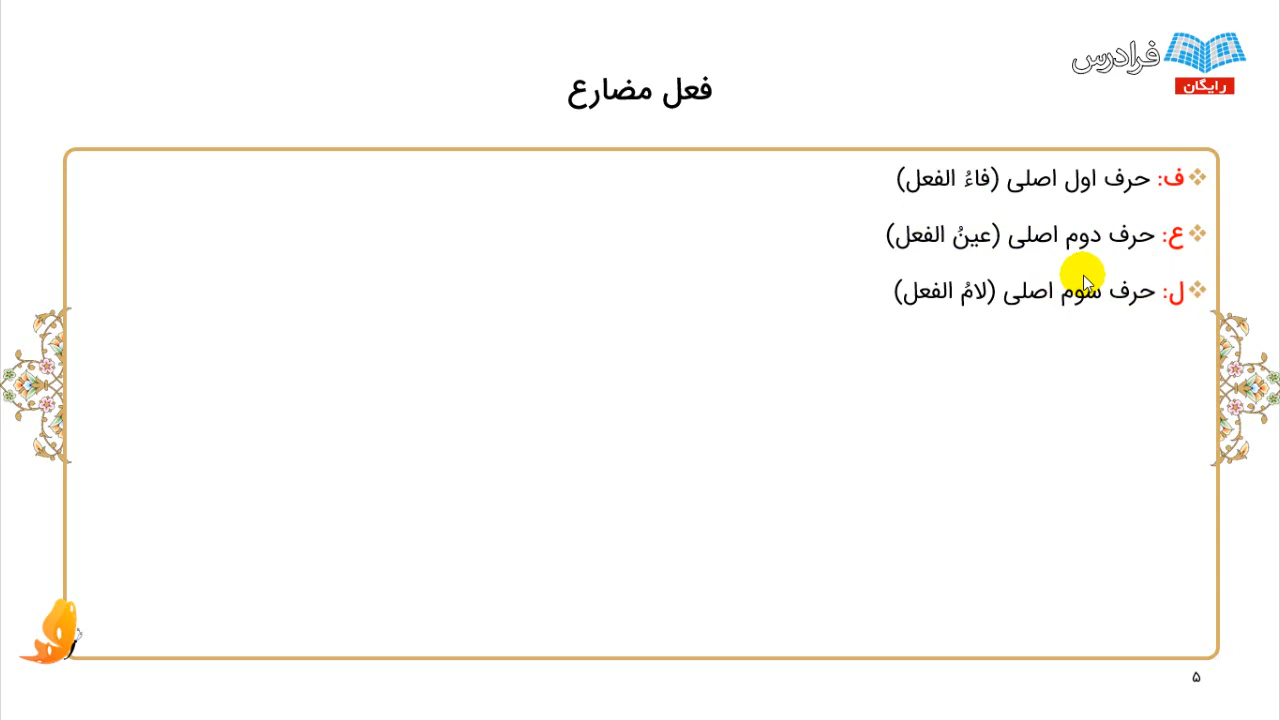 فرادرس
رایگان
فعل مضارع
ف: حرف اول اصلی (فاءُ الفعل)
ع: حرف دوم اصلی (عینُ الفعل)
ل: حرف سوم اصلی (لامُ الفعل)
۵